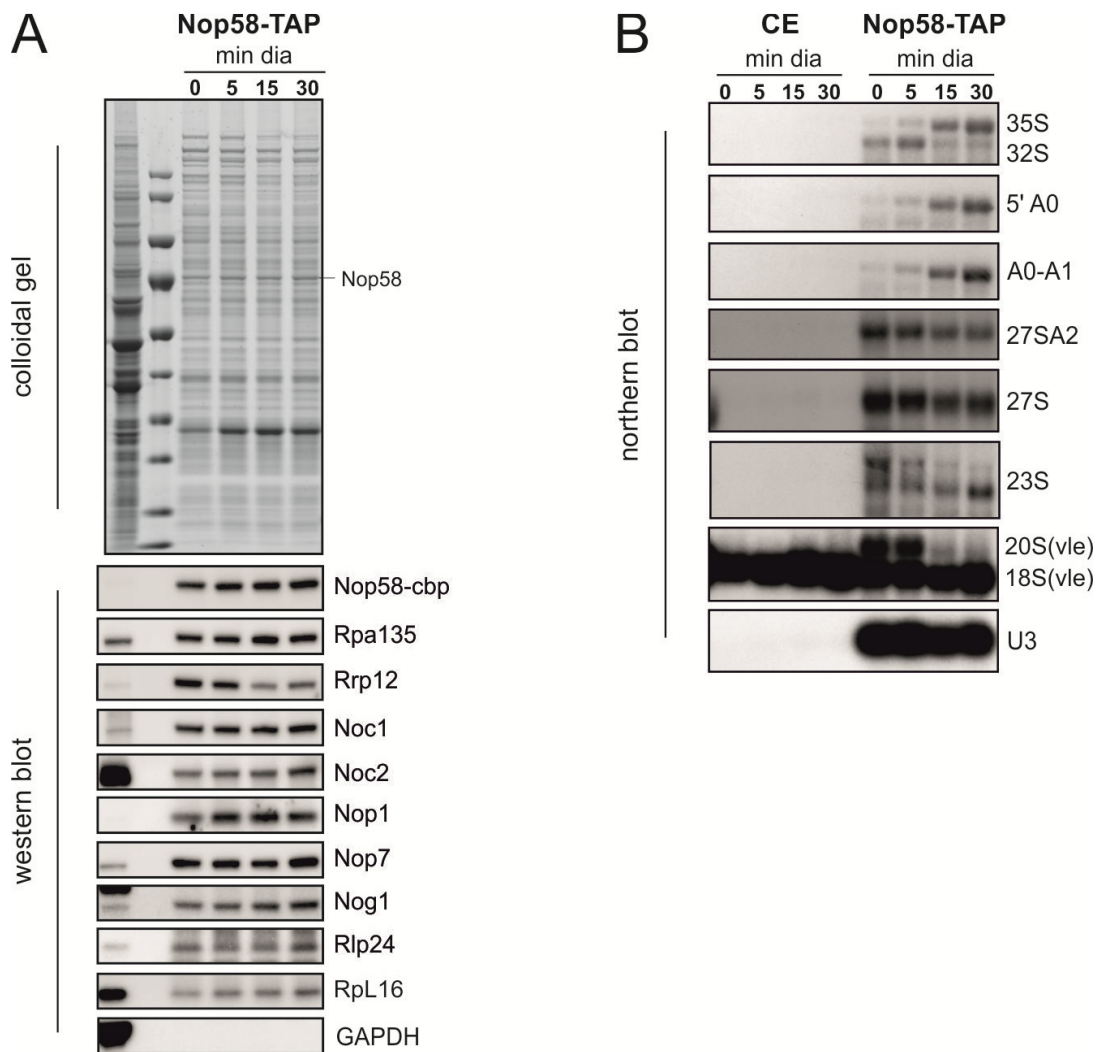 A
Nop58-TAP
min dia
0 5 15 30
colloidal gel
Nop58
western blot
Nop58-cbp
Rpa135
Rrp12
Noc1
Noc2
Nop1
Nop7
Nog1
Rlp24
RpL16
GAPDH
B
CE Nop58-TAP
min dia min dia
0 5 15 30 0 5 15 30
northern blot
35S
32S
5' A0
A0-A1
27SA2
27S
23S
20S(vle)
18S(vle)
U3